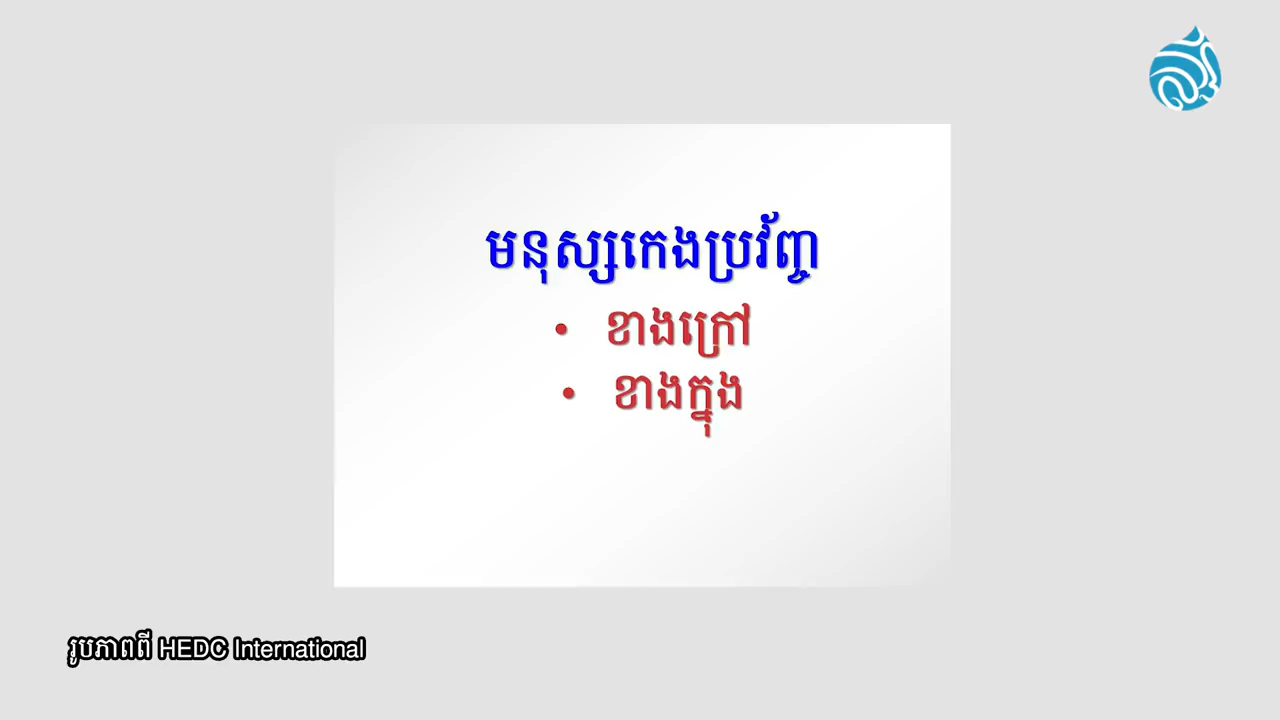 មនុស្សកេងប្រវ័ញ្ច
• ខាងក្រៅ
• ខាងក្នុង
រូបភាពពី HEDC International